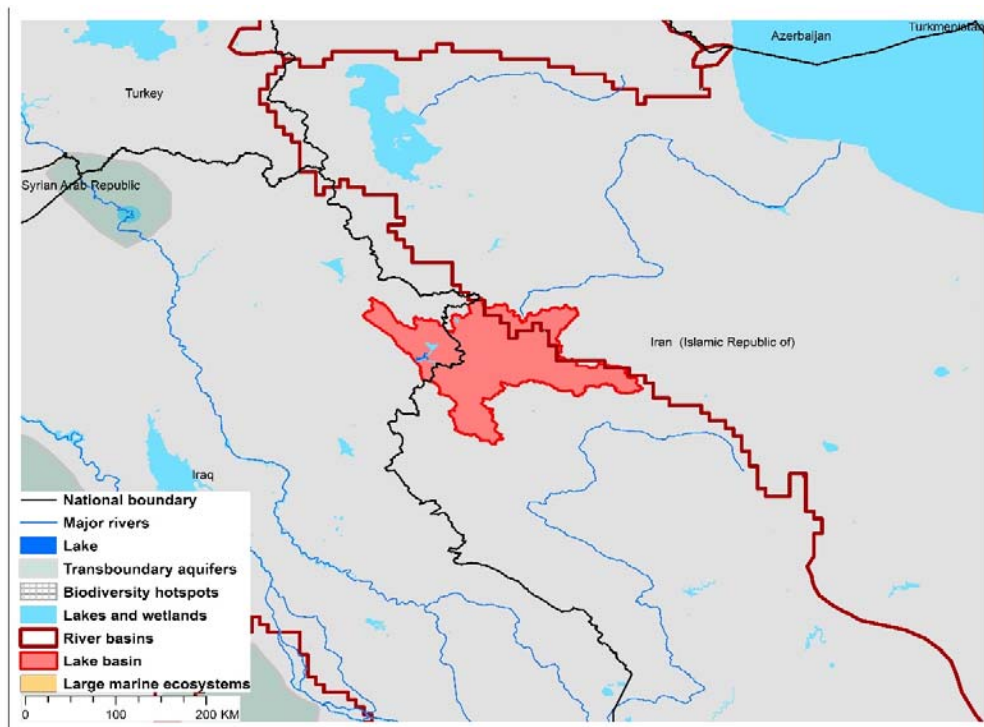 Azerbaijan
Turkmenistan
Turkey
Syrian Arab Republic
Iran (Islamic Republic of)
Iraq
National boundary
Major rivers
Lake
Transboundary aquifers
Biodiversity hotspots
Lakes and wetlands
River basins
Lake basin
Large marine ecosystems
0 100 200 KM